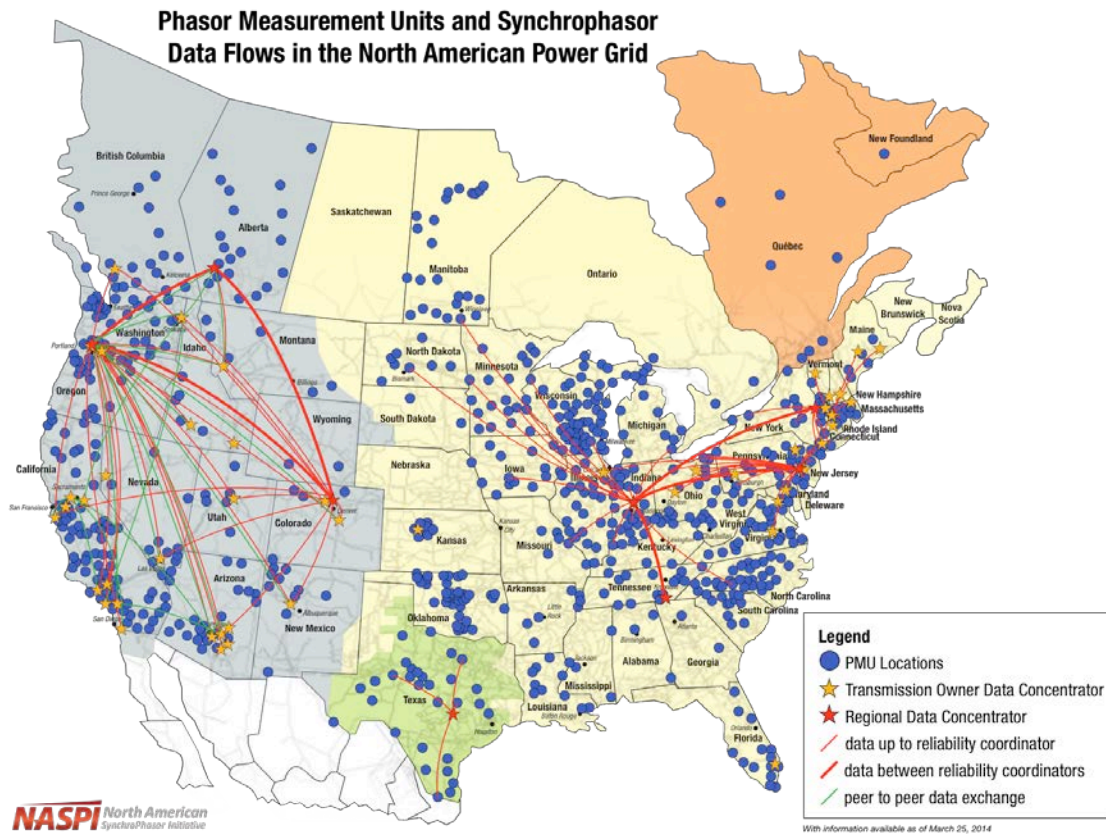 Phasor Measurement Units and Synchrophasor
Data Flows in the North American Power Grid
British Columbia
Prince George
Alberta
Saskatchewan
Manitoba
Ontario
Québec
New Foundland
New
Brunswick
Nova
Scotia
Maine
Kelowna
Winnipeg
Washington
Portland
Idaho
Montana
Billings
North Dakota
Bismarck
Minnesota
Vermont
New Hampshire
Massachusetts
Rhode Island
Connecticut
Oregon
Wyoming
South Dakota
Wisconsin
Milwaukee
Michigan
New York
Pennsylvania
New Jersey
California
Sacramento
San Francisco
Nevada
Utah
Colorado
Denver
Nebraska
Iowa
Indiana
Ohio
Dayton
Deleware
West
Kansas
Kansas
City
Missouri
Kentucky
Las Vegas
Arizona
Albuquerque
New Mexico
San Diego
Oklahoma
Arkansas
Little
Rock
Tennessee
North Carolina
South Carolina
Birmingham
Atlanta
Alabama
Georgia
Jackson
Mississippi
Texas
Houston
Louisiana
Baton Rouge
Orlando
Florida
Legend
PMU Locations
Transmission Owner Data Concentrator
Regional Data Concentrator
data up to reliability coordinator
data between reliability coordinators
peer to peer data exchange
With information available as of March 25, 2014
NASPI North American
SynchroPhasor Initiative